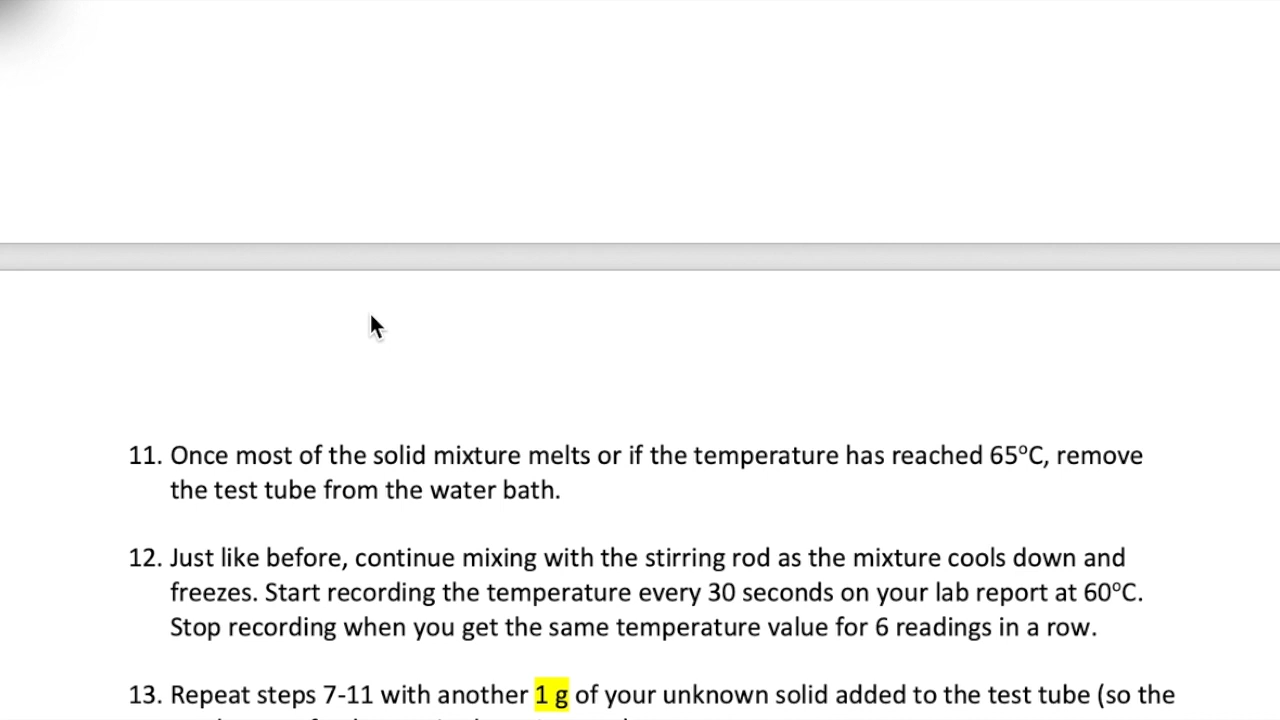 11. Once most of the solid mixture melts or if the temperature has reached 65°C, remove
the test tube from the water bath.
12. Just like before, continue mixing with the stirring rod as the mixture cools down and
freezes. Start recording the temperature every 30 seconds on your lab report at 60°C.
Stop recording when you get the same temperature value for 6 readings in a row.
13. Repeat steps 7-11 with another 1 g of your unknown solid added to the test tube (so the